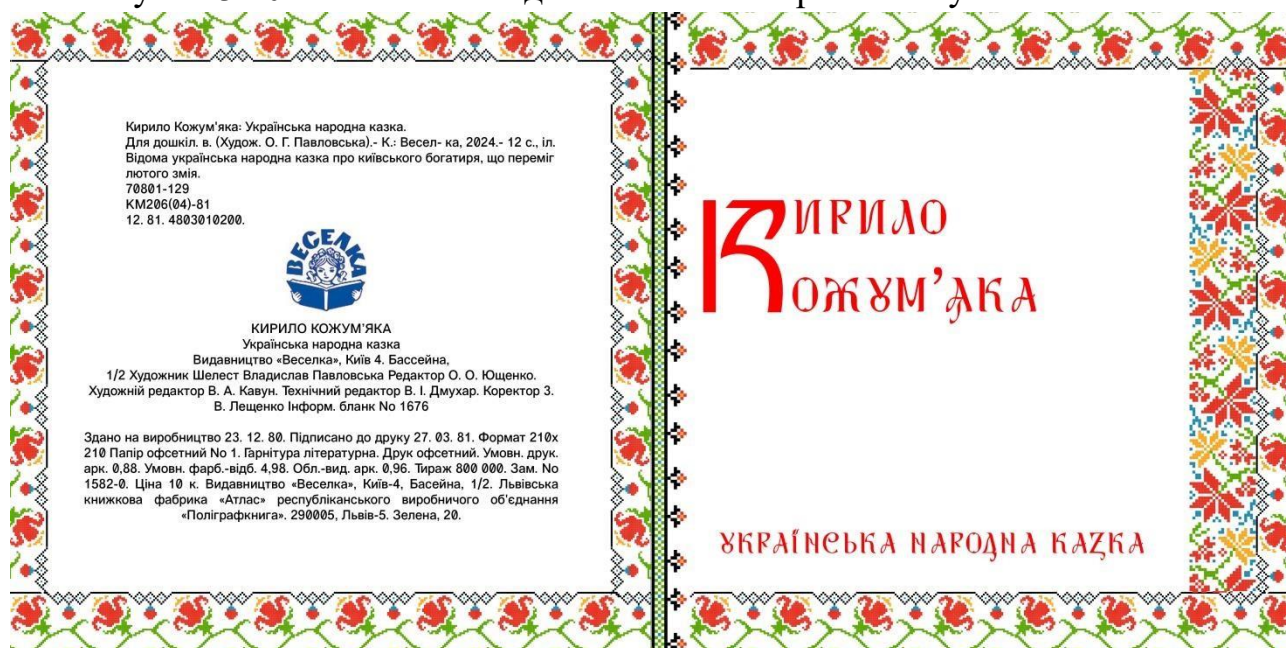 Кирило Кожум'яка: Українська народна казка.
Для дошкіл. в. (Худож. О. Г. Павловська).- К.: Весел- ка, 2024.- 12 с., іл.
Відома українська народна казка про київського богатиря, що переміг
лютого змія.
70801-129
КМ206(04)-81
12. 81. 4803010200.
ВЕСЕЛКА
КИРИЛО КОЖУМ'ЯКА
Українська народна казка
Видавництво «Веселка», Київ 4. Бассейна,
1/2 Художник Шелест Владислав Павловська Редактор О. О. Ющенко.
Художній редактор В. А. Кавун. Технічний редактор В. І. Дмухар. Коректор З.
В. Лещенко Інформ. бланк No 1676
Здано на виробництво 23. 12. 80. Підписано до друку 27. 03. 81. Формат 210х
210 Папір офсетний No 1. Гарнітура літературна. Друк офсетний. Умовн. друк.
арк. 0,88. Умовн. фарб.-відб. 4,98. Обл.-вид. арк. 0,96. Тираж 800 000. Зам. No
1582-0. Ціна 10 к. Видавництво «Веселка», Київ-4, Басейна, 1/2. Львівська
книжкова фабрика «Атлас» республіканського виробничого об'єднання
«Поліграфкнига». 290005, Львів-5. Зелена, 20.
Кирило
Кожум'яка
Українська народна казка